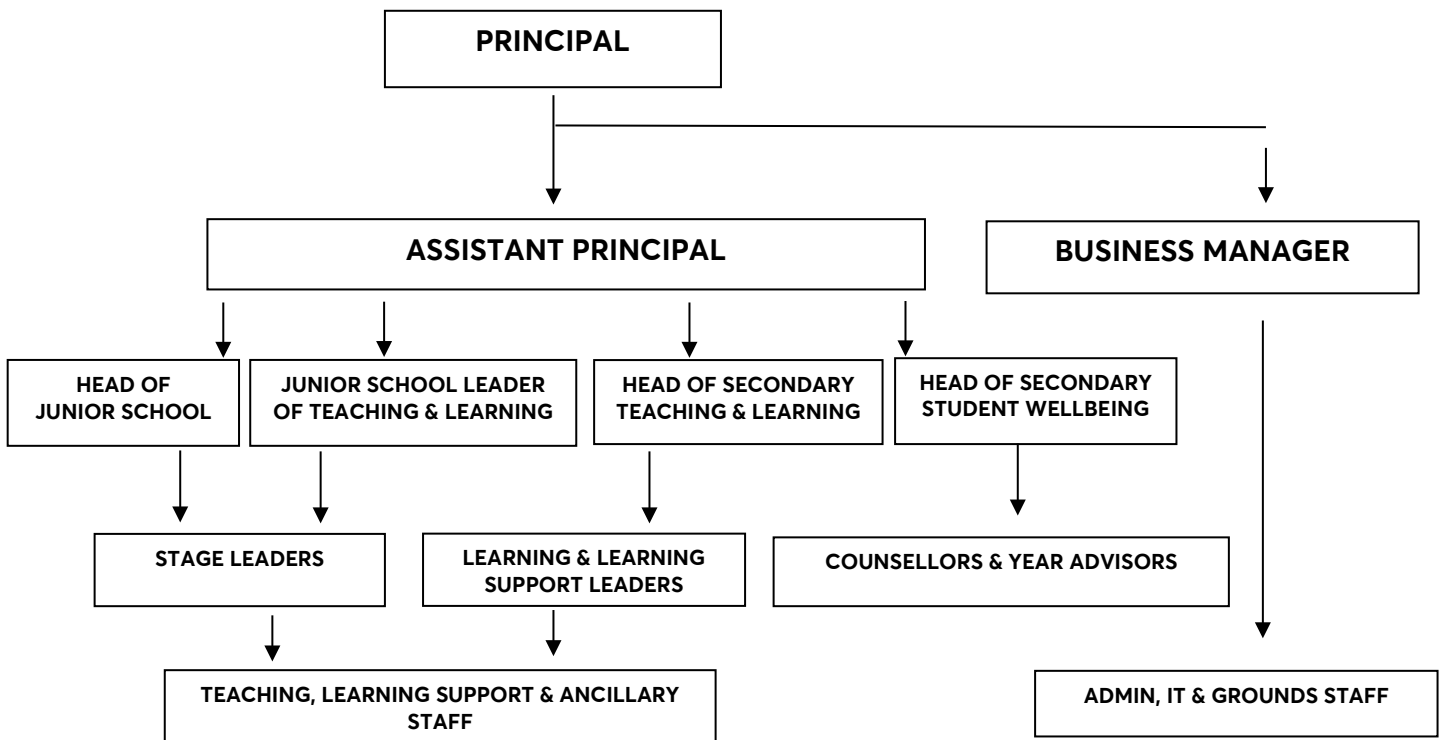 PRINCIPAL
ASSISTANT PRINCIPAL
BUSINESS MANAGER
HEAD OF
JUNIOR SCHOOL
JUNIOR SCHOOL LEADER
OF TEACHING & LEARNING
HEAD OF SECONDARY
TEACHING & LEARNING
HEAD OF SECONDARY
STUDENT WELLBEING
STAGE LEADERS
LEARNING & LEARNING
SUPPORT LEADERS
COUNSELLORS & YEAR ADVISORS
TEACHING, LEARNING SUPPORT & ANCILLARY
STAFF
ADMIN, IT & GROUNDS STAFF